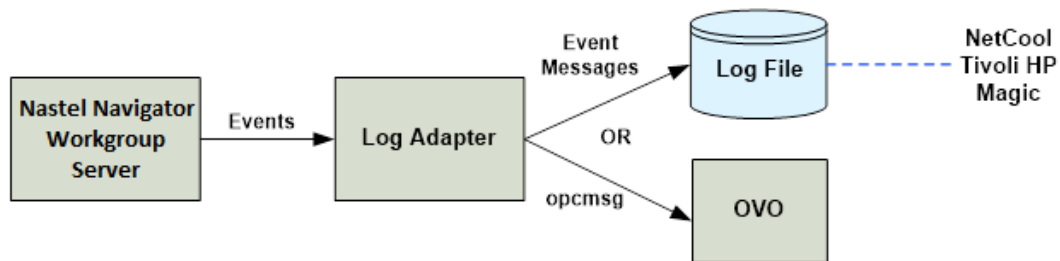 Nastel Navigator
Workgroup
Server
Events
Log Adapter
Event
Messages
OR
opcmsg
Log File
OVO
NetCool
Tivoli HP
Magic